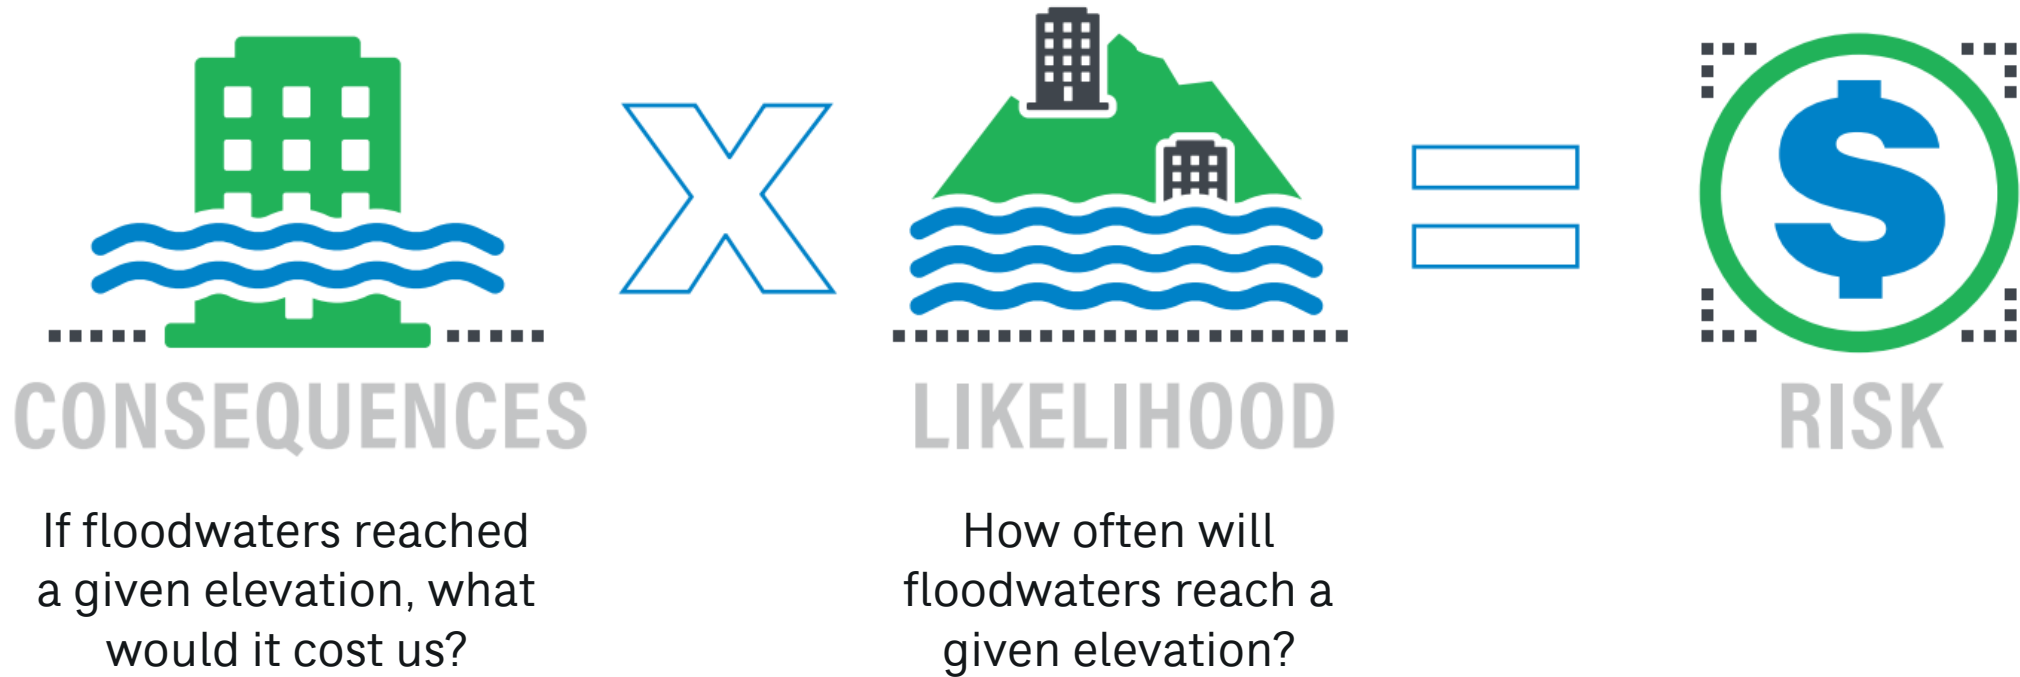 X
=
$
CONSEQUENCES
LIKELIHOOD
RISK
If floodwaters reached
a given elevation, what
would it cost us?
How often will
floodwaters reach a
given elevation?